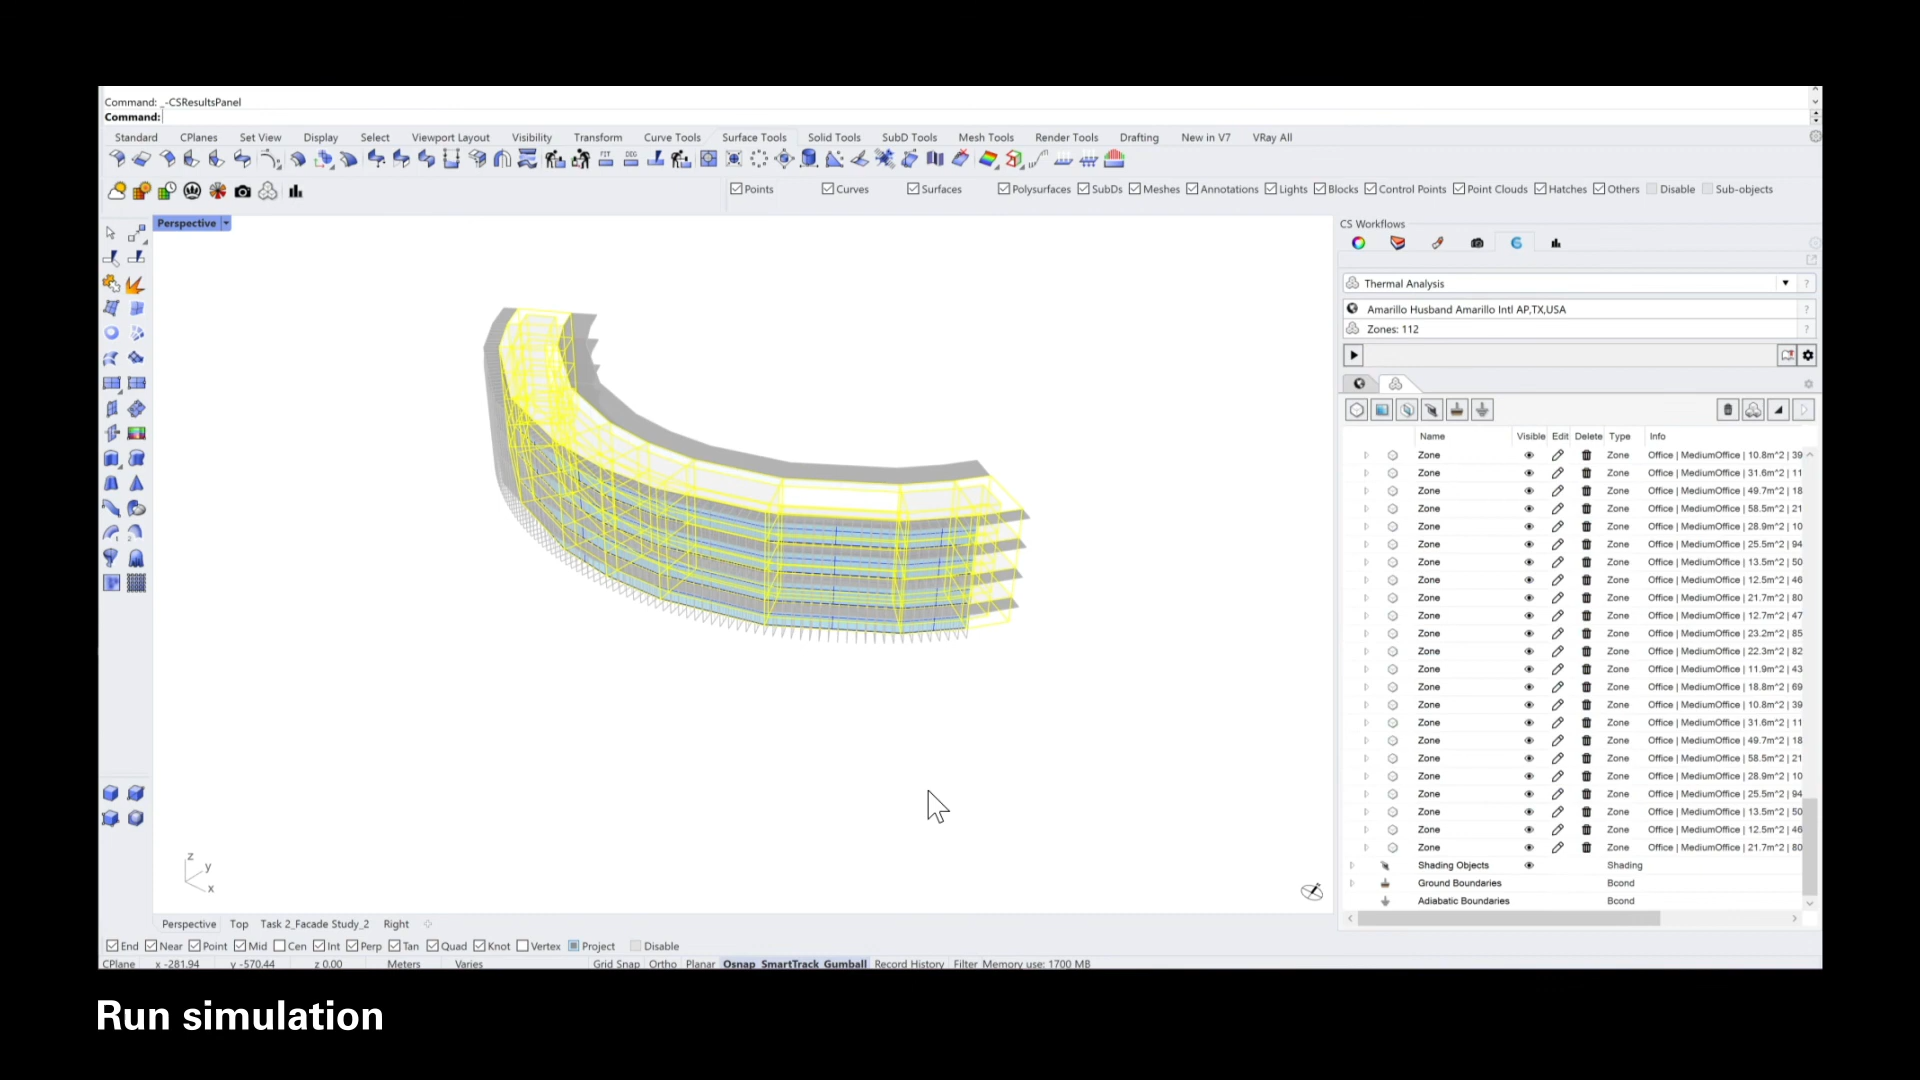 Command: _-CSResultsPanel
Command:
Standard CPlanes Set View Display Select Viewport Layout Visibility Transform Curve Tools Surface Tools Solid Tools SubD Tools Mesh Tools Render Tools Drafting New in V7 VRay All
Points Curves Surfaces Polysurfaces SubDs Meshes Annotations Lights Blocks Control Points Point Clouds Hatches Others Disable Sub-objects
Perspective
CS Workflows
Thermal Analysis
Amarillo Husband Amarillo Intl AP,TX,USA
Zones: 112
Name Visible Edit Delete Type Info
Zone Zone Office | MediumOffice | 10.8m^2 | 39
Zone Zone Office | MediumOffice | 31.6m^2 | 11
Zone Zone Office | MediumOffice | 49.7m^2 | 18
Zone Zone Office | MediumOffice | 58.5m^2 | 21
Zone Zone Office | MediumOffice | 28.9m^2 | 10
Zone Zone Office | MediumOffice | 25.5m^2 | 94
Zone Zone Office | MediumOffice | 13.5m^2 | 50
Zone Zone Office | MediumOffice | 12.5m^2 | 46
Zone Zone Office | MediumOffice | 21.7m^2 | 80
Zone Zone Office | MediumOffice | 12.7m^2 | 47
Zone Zone Office | MediumOffice | 23.2m^2 | 85
Zone Zone Office | MediumOffice | 22.3m^2 | 82
Zone Zone Office | MediumOffice | 11.9m^2 | 43
Zone Zone Office | MediumOffice | 18.8m^2 | 69
Zone Zone Office | MediumOffice | 10.8m^2 | 39
Zone Zone Office | MediumOffice | 31.6m^2 | 11
Zone Zone Office | MediumOffice | 49.7m^2 | 18
Zone Zone Office | MediumOffice | 58.5m^2 | 21
Zone Zone Office | MediumOffice | 28.9m^2 | 10
Zone Zone Office | MediumOffice | 25.5m^2 | 94
Zone Zone Office | MediumOffice | 13.5m^2 | 50
Zone Zone Office | MediumOffice | 12.5m^2 | 46
Zone Zone Office | MediumOffice | 21.7m^2 | 80
Shading Objects Shading
Ground Boundaries Bcond
Adiabatic Boundaries Bcond
z
y
x
Perspective Top Task 2_Facade Study_2 Right
End Near Point Mid Cen Int Perp Tan Quad Knot Vertex Project Disable
CPlane x -281.94 y -570.44 z 0.00 Meters Varies Grid Snap Ortho Planar Osnap SmartTrack Gumball Record History Filter Memory use: 1700 MB
Run simulation